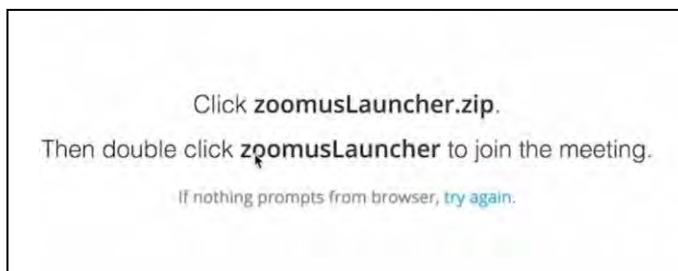 Click zoomusLauncher.zip.
Then double click zoomusLauncher to join the meeting.
If nothing prompts from browser, try again.